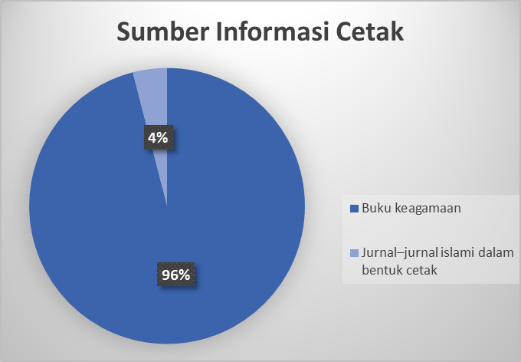 Sumber Informasi Cetak
4%
96%
Buku keagamaan
Jurnal–jurnal islami dalam
bentuk cetak